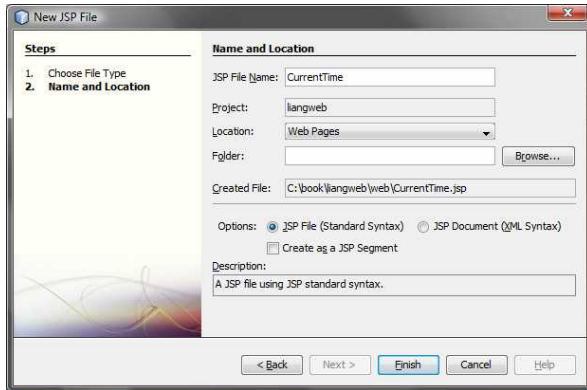 New JSP File
Steps
1. Choose File Type
2. Name and Location
Name and Location
JSP File Name: CurrentTime
Project: liangweb
Location: Web Pages
Folder: Browse...
Created File: C:\book\liangweb\web\CurrentTime.jsp
Options: JSP File (Standard Syntax) JSP Document (XML Syntax)
Create as a JSP Segment
Description:
A JSP file using JSP standard syntax.
< Back Next > Finish Cancel Help